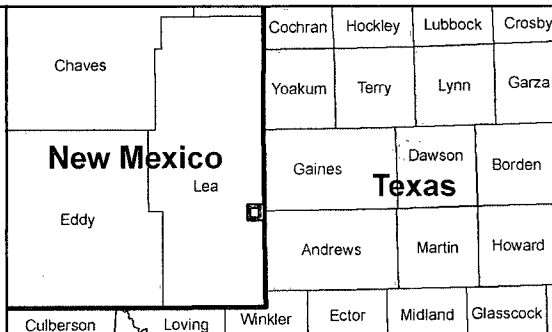 Cochran Hockley Lubbock Crosby
Chaves
Yoakum Terry Lynn Garza
New Mexico
Lea
Gaines Dawson Borden
Texas
Eddy
Andrews Martin Howard
Culberson Loving Winkler Ector Midland Glasscock